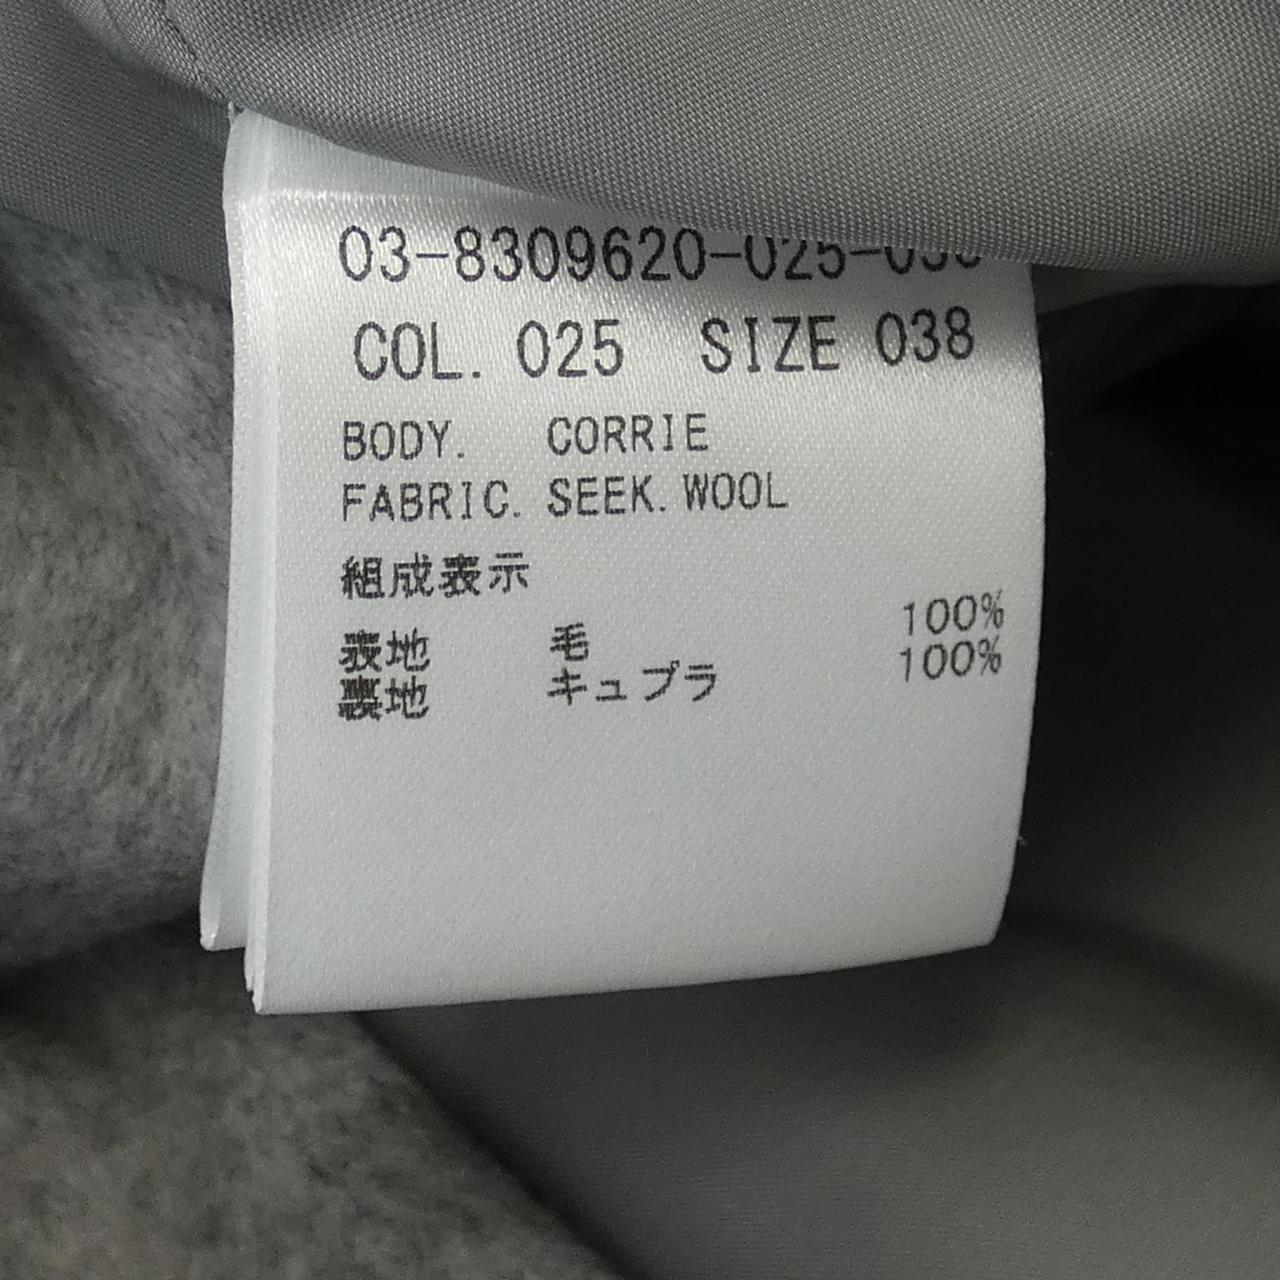 03-8309620-025-038
COL. 025 SIZE 038
BODY. CORRIE
FABRIC. SEEK. WOOL
組成表示
表地 毛 100%
裏地 キュプラ 100%